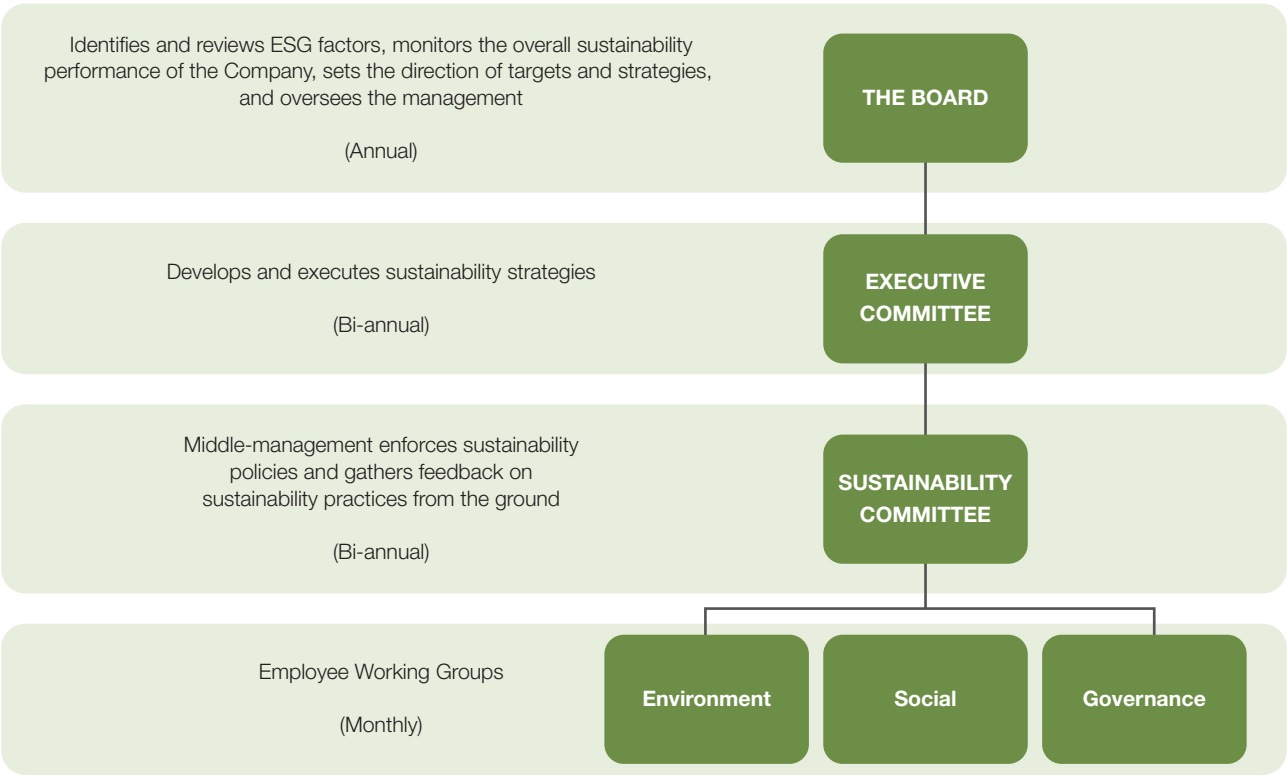 Identifies and reviews ESG factors, monitors the overall sustainability
performance of the Company, sets the direction of targets and strategies,
and oversees the management
(Annual)
THE BOARD
Develops and executes sustainability strategies
(Bi-annual)
EXECUTIVE
COMMITTEE
Middle-management enforces sustainability
policies and gathers feedback on
sustainability practices from the ground
(Bi-annual)
SUSTAINABILITY
COMMITTEE
Employee Working Groups
(Monthly)
Environment
Social
Governance